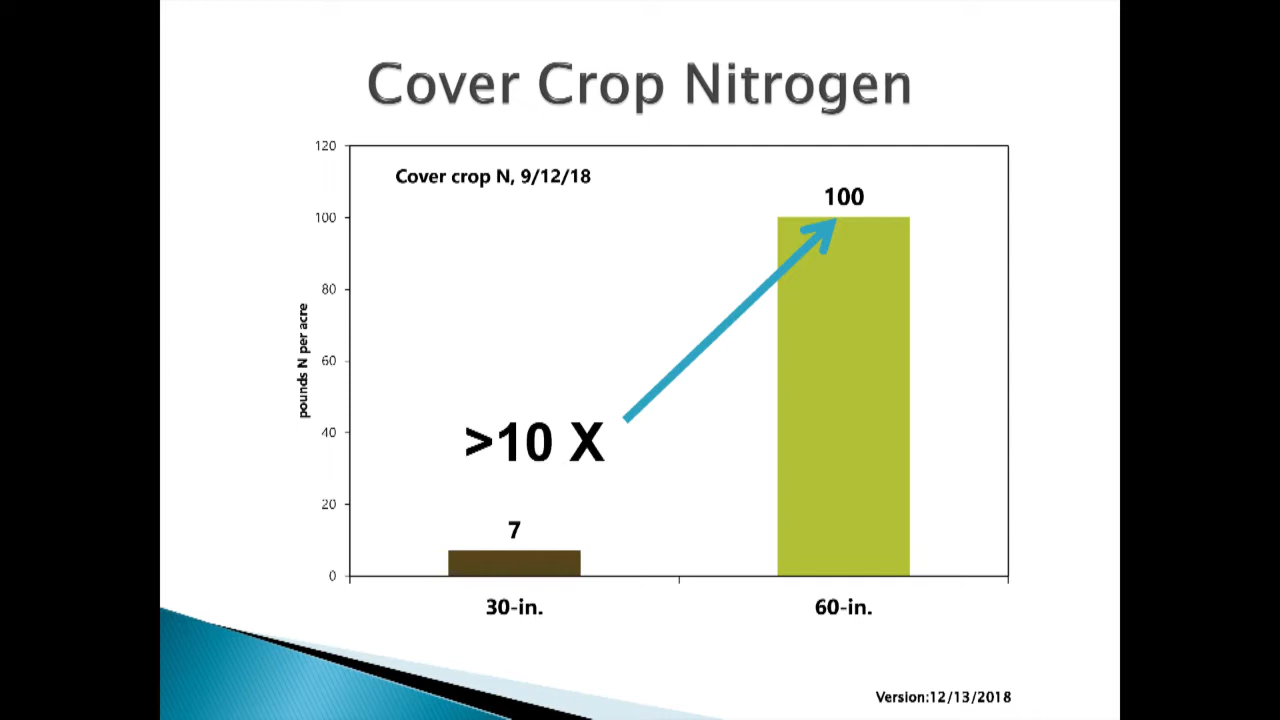 Cover Crop Nitrogen
120
Cover crop N, 9/12/18
100
100
80
pounds N per acre
60
40
>10 X
20
7
0
30-in.
60-in.
Version:12/13/2018